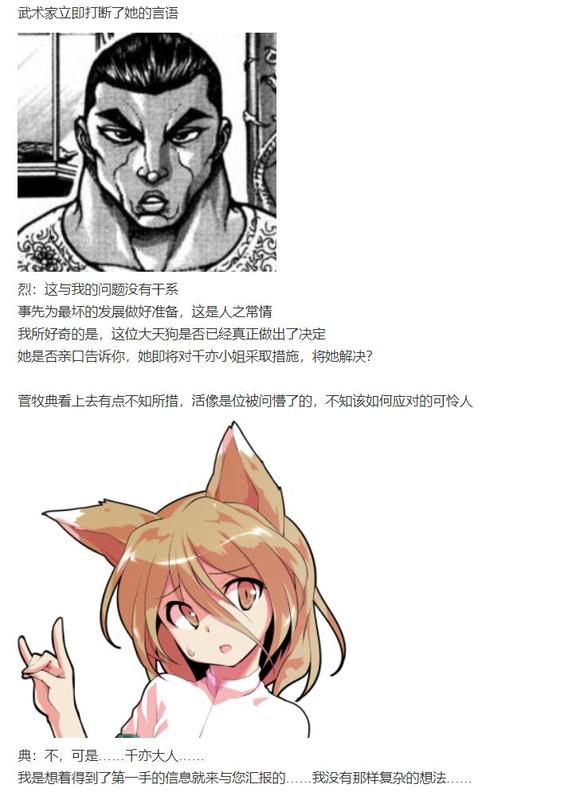 武术家立即打断了她的言语
烈：这与我的问题没有干系
事先为最坏的发展做好准备，这是人之常情
我所好奇的是，这位大天狗是否已经真正做出了决定
她是否亲口告诉你，她即将对千亦小姐采取措施，将她解决？
菅牧典看上去有点不知所措，活像是位被问懵了的，不知该如何应对的可怜人
典：不，可是……千亦大人……
我是想着得到了第一手的信息就来与您汇报的……我没有那样复杂的想法……